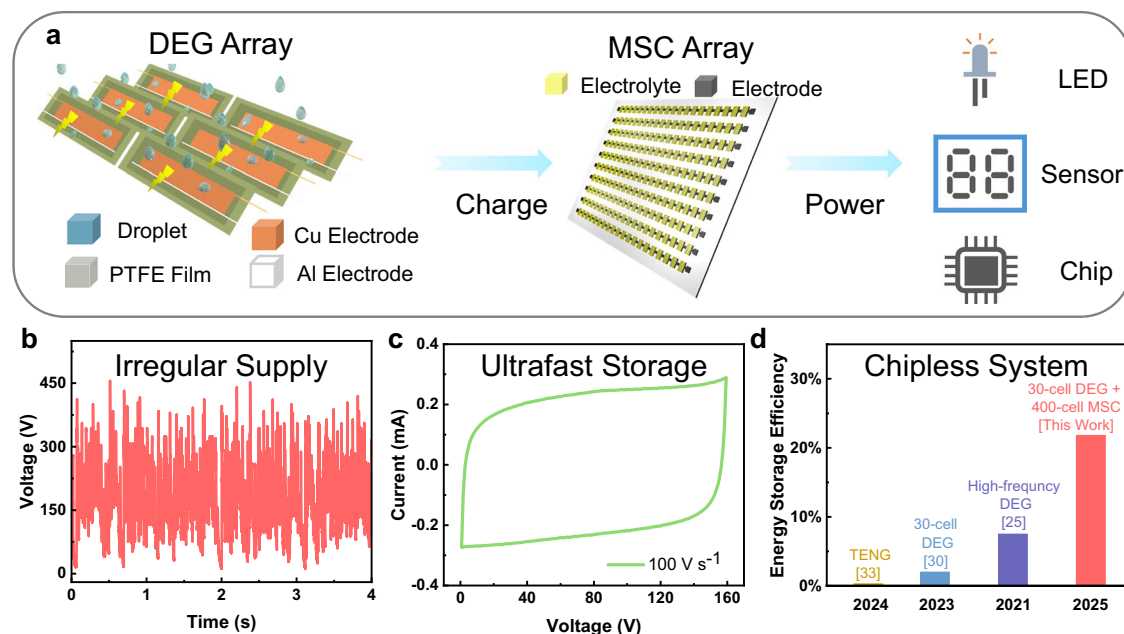 a
DEG Array
MSC Array
Electrolyte
Electrode
LED
Charge
Power
88
Sensor
Droplet
Cu Electrode
PTFE Film
Al Electrode
Chip
b
Irregular Supply
Voltage (V)
450
300
150
0
0
1
2
3
4
Time (s)
c
Ultrafast Storage
Current (mA)
0.4
0.2
0.0
-0.2
-0.4
100 V s⁻¹
0
40
80
120
160
Voltage (V)
d
Chipless System
Energy Storage Efficiency
30%
20%
10%
0%
30-cell DEG +
400-cell MSC
[This Work]
High-frequncy
DEG
[25]
30-cell
DEG
[30]
TENG
[33]
2024
2023
2021
2025